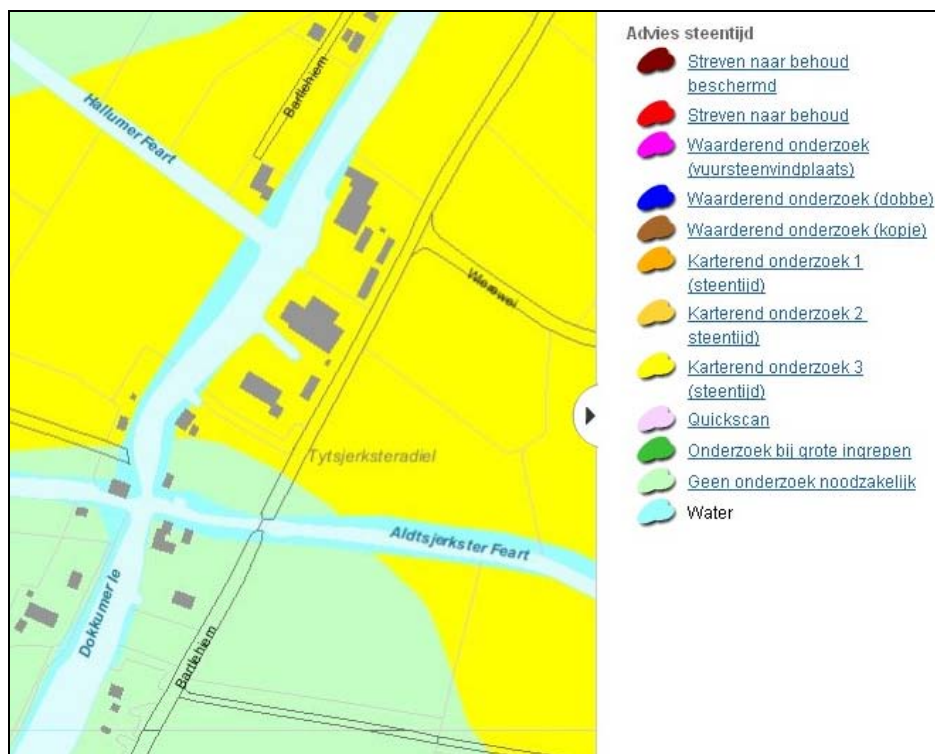 Bartlehiem
Hallumer Feart
Wierewei
Tytsjerksteradiel
Aldtsjerkster Feart
Dokkumer Ie
Bartlehiem
Advies steentijd
Streven naar behoud
beschermd
Streven naar behoud
Waarderend onderzoek
(vuursteenvindplaats)
Waarderend onderzoek (dobbe)
Waarderend onderzoek (kopje)
Karterend onderzoek 1
(steentijd)
Karterend onderzoek 2
steentijd)
Karterend onderzoek 3
(steentijd)
Quickscan
Onderzoek bij grote ingrepen
Geen onderzoek noodzakelijk
Water